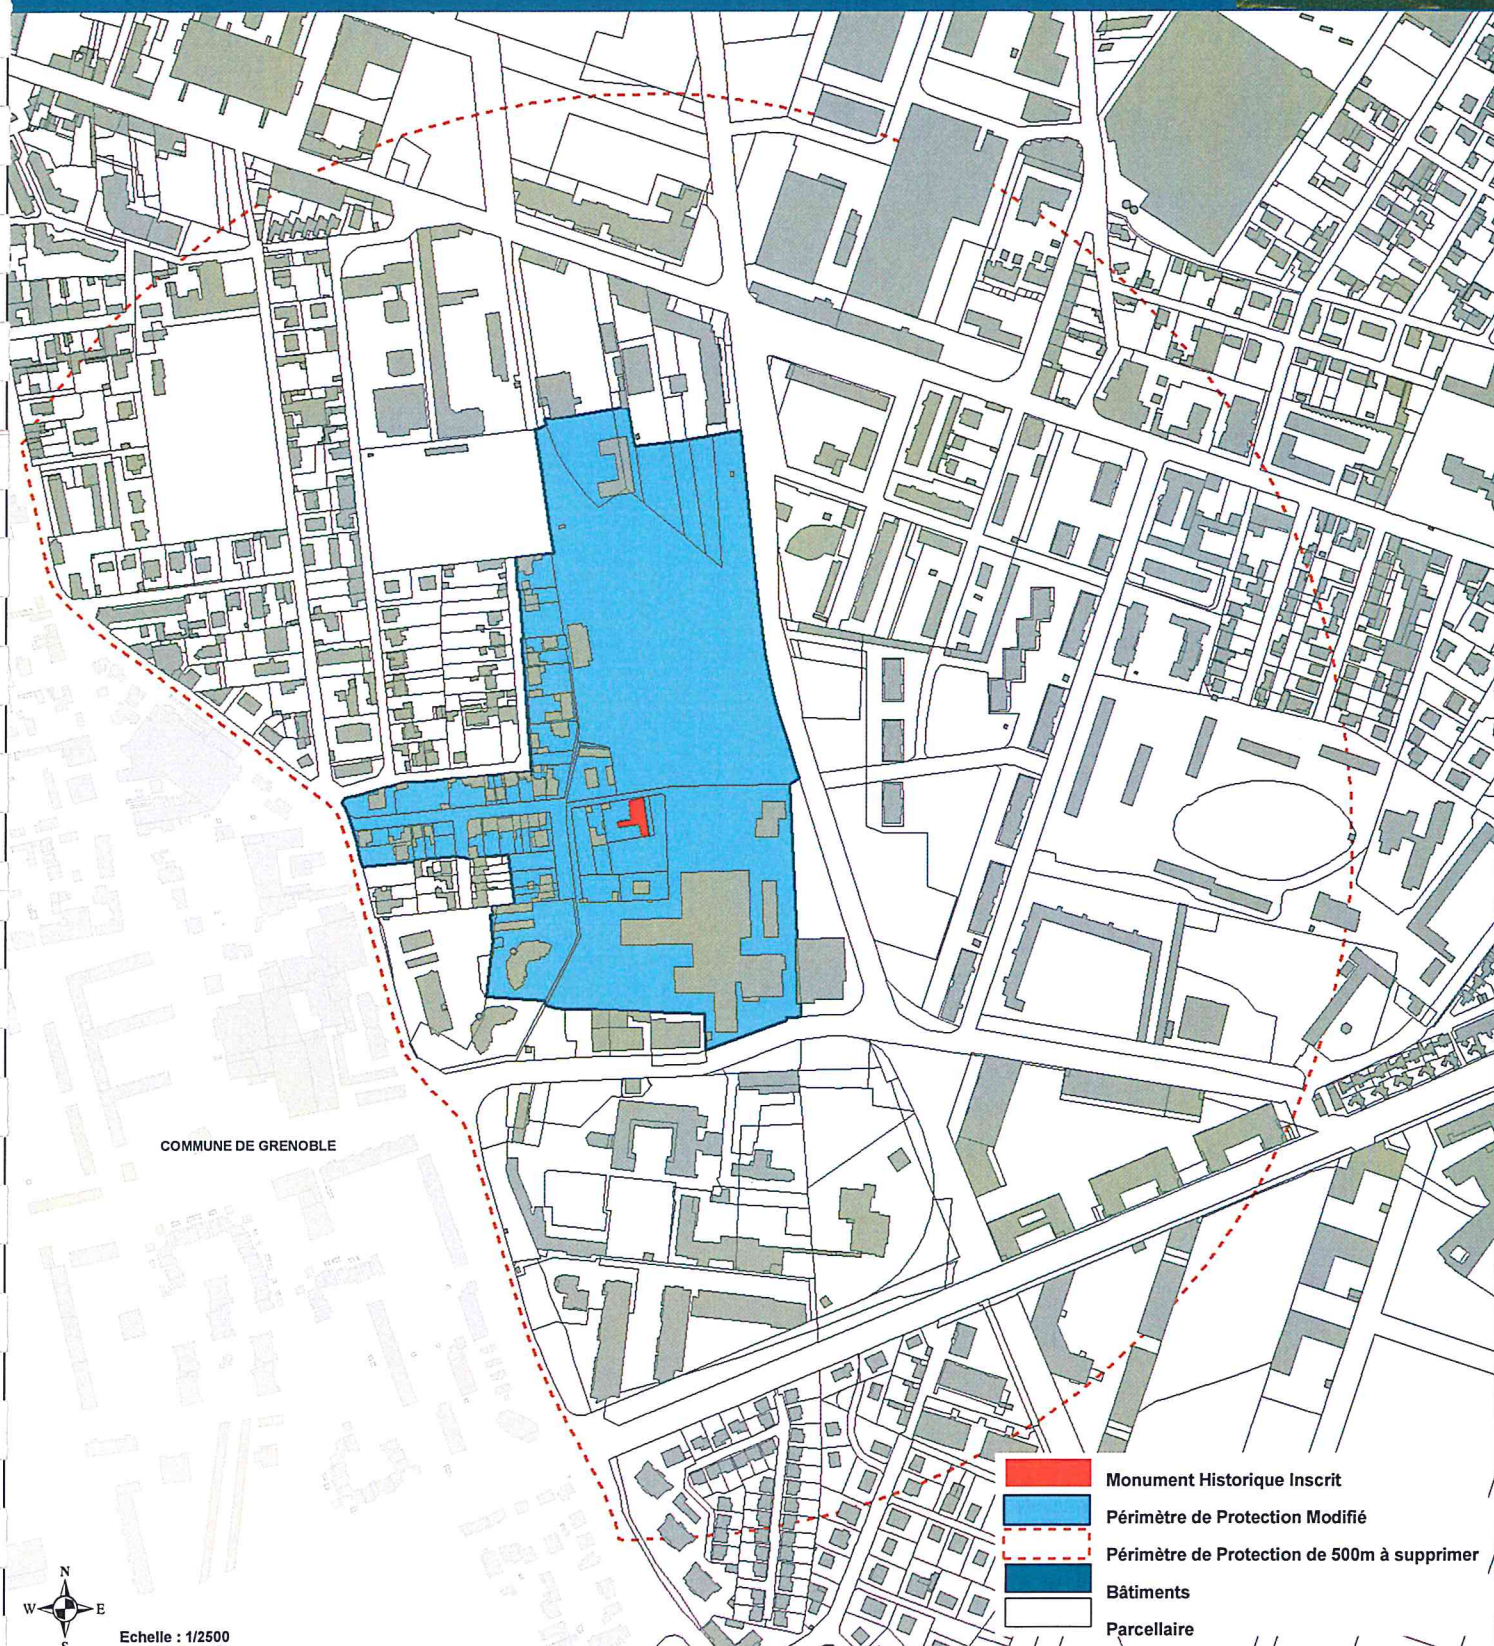 COMMUNE DE GRENOBLE
Monument Historique Inscrit
Périmètre de Protection Modifié
Périmètre de Protection de 500m à supprimer
Bâtiments
Parcellaire
N
W
E
S
Echelle : 1/2500